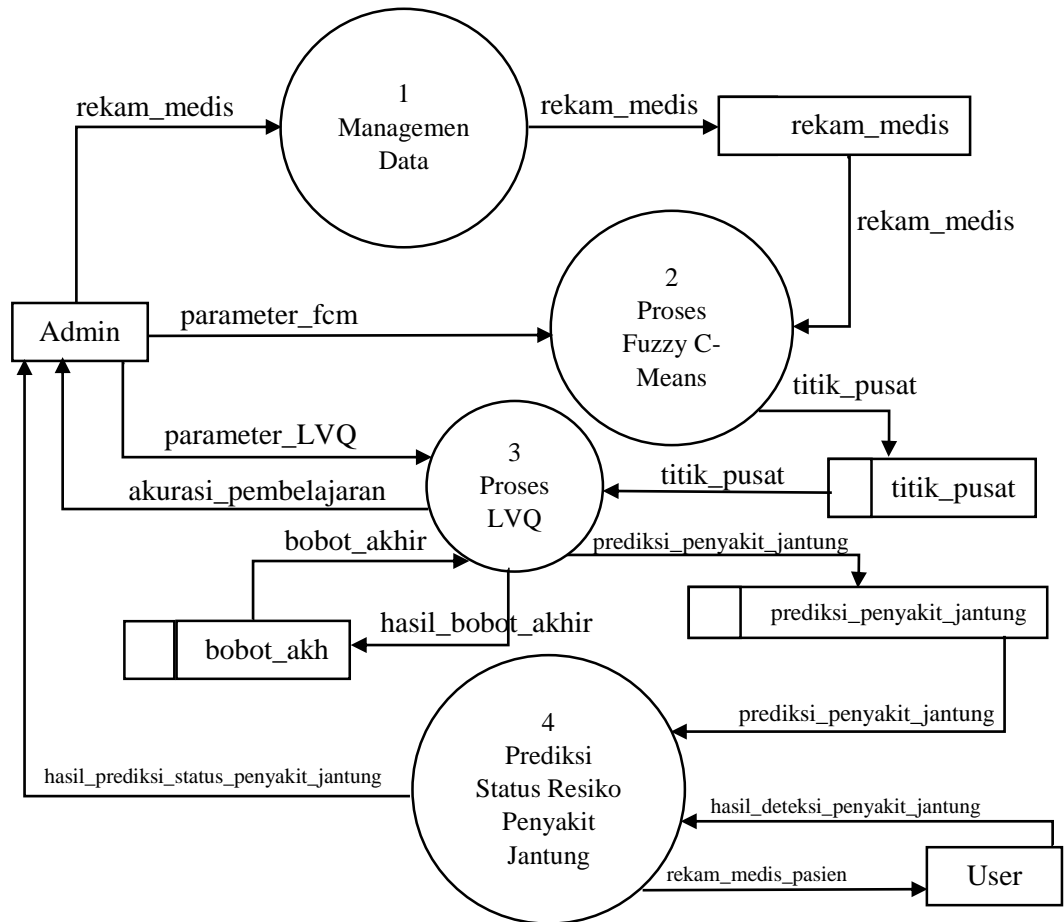 1
Managemen
Data
rekam_medis
rekam_medis
rekam_medis
rekam_medis
2
Proses
Fuzzy C-
Means
Admin
parameter_fcm
titik_pusat
parameter_LVQ
3
Proses
LVQ
titik_pusat
titik_pusat
akurasi_pembelajaran
bobot_akhir
prediksi_penyakit_jantung
hasil_bobot_akhir
prediksi_penyakit_jantung
bobot_akh
4
Prediksi
Status Resiko
Penyakit
Jantung
prediksi_penyakit_jantung
hasil_prediksi_status_penyakit_jantung
hasil_deteksi_penyakit_jantung
rekam_medis_pasien
User